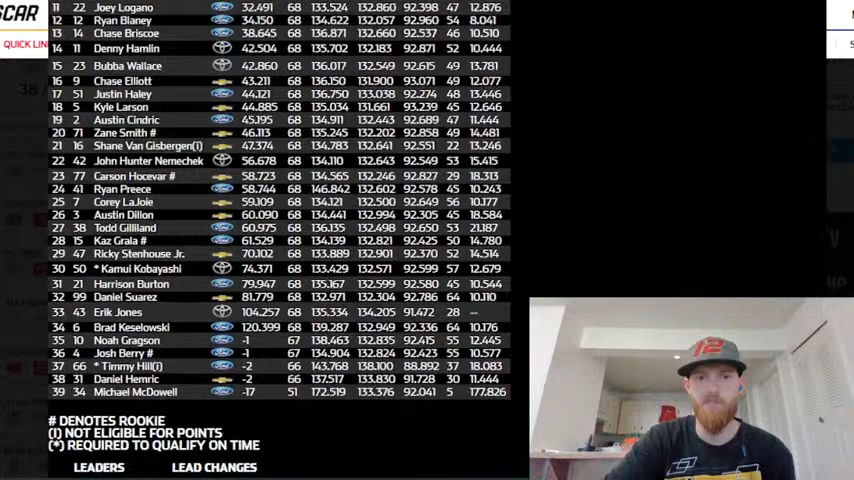 SCAR
QUICK LIN
11 22 Joey Logano Ford 32.491 68 133.524 132.860 92.398 47 12.876
12 12 Ryan Blaney Ford 34.150 68 134.622 132.057 92.960 54 8.041
13 14 Chase Briscoe Ford 38.645 68 136.871 132.660 92.537 46 10.510
14 11 Denny Hamlin 42.504 68 135.702 132.183 92.871 52 10.444
15 23 Bubba Wallace 42.860 68 136.017 132.549 92.615 49 13.781
16 9 Chase Elliott 43.211 68 136.150 131.900 93.071 49 12.077
17 51 Justin Haley Ford 44.121 68 136.750 133.038 92.274 48 13.446
18 5 Kyle Larson 44.885 68 135.034 131.661 93.239 45 12.646
19 2 Austin Cindric Ford 45.195 68 134.911 132.443 92.689 47 11.444
20 71 Zane Smith # 46.113 68 135.245 132.202 92.858 49 14.481
21 16 Shane Van Gisbergen(i) 47.374 68 134.783 132.641 92.551 22 13.246
22 42 John Hunter Nemechek 56.678 68 134.110 132.643 92.549 53 15.415
23 77 Carson Hocevar # 58.723 68 134.565 132.246 92.827 29 18.313
24 41 Ryan Preece Ford 58.744 68 146.842 132.602 92.578 45 10.243
25 7 Corey LaJoie 59.109 68 134.121 132.500 92.649 56 10.177
26 3 Austin Dillon 60.090 68 134.441 132.994 92.305 45 18.584
27 38 Todd Gilliland Ford 60.975 68 136.135 132.498 92.650 53 21.187
28 15 Kaz Grala # Ford 61.529 68 134.139 132.821 92.425 50 14.780
29 47 Ricky Stenhouse Jr. 70.102 68 133.889 132.901 92.370 52 14.514
30 50 * Kamui Kobayashi 74.371 68 133.429 132.571 92.599 57 12.679
31 21 Harrison Burton Ford 79.947 68 135.167 132.599 92.580 45 10.544
32 99 Daniel Suarez 81.779 68 132.971 132.304 92.786 64 10.110
33 43 Erik Jones 104.257 68 135.334 134.205 91.472 28 --
34 6 Brad Keselowski Ford 120.399 68 139.287 132.949 92.336 64 10.176
35 10 Noah Gragson Ford -1 67 138.463 132.835 92.415 55 12.445
36 4 Josh Berry # Ford -1 67 134.904 132.824 92.423 55 10.577
37 66 * Timmy Hill(i) Ford -2 66 143.768 138.100 88.892 37 18.083
38 31 Daniel Hemric -2 66 137.517 133.830 91.728 30 11.444
39 34 Michael McDowell Ford -17 51 172.519 133.376 92.041 5 177.826
# DENOTES ROOKIE
(i) NOT ELIGIBLE FOR POINTS
(*) REQUIRED TO QUALIFY ON TIME
LEADERS LEAD CHANGES
12